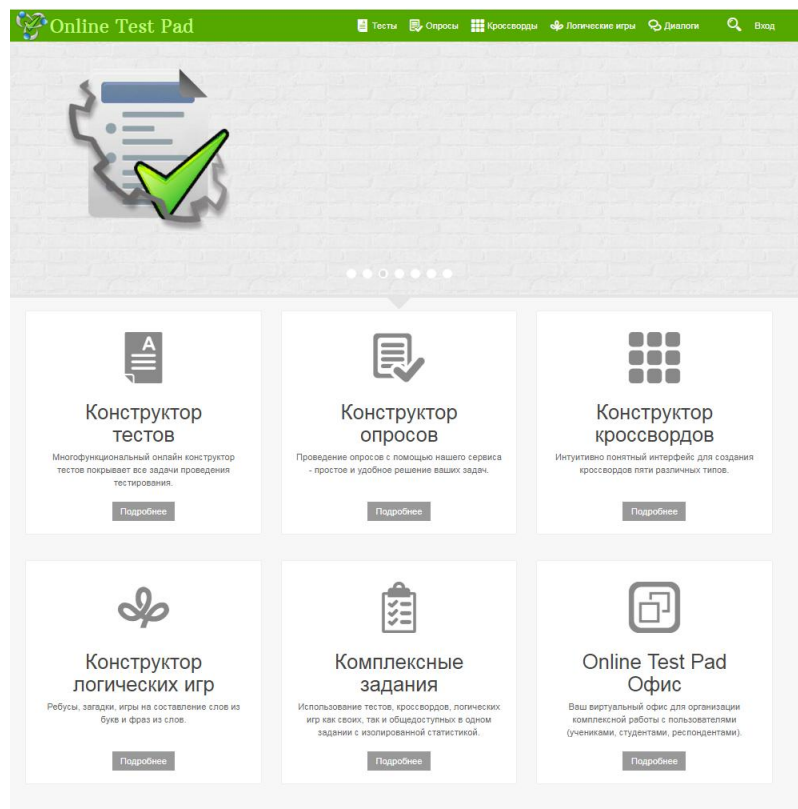 Online Test Pad
Тесты
Опросы
Кроссворды
Логические игры
Диалоги
Вход
A
Конструктор
тестов
Многофункциональный онлайн конструктор
тестов покрывает все задачи проведения
тестирования.
Подробнее
Конструктор
опросов
Проведение опросов с помощью нашего сервиса
- простое и удобное решение ваших задач.
Подробнее
Конструктор
кроссвордов
Интуитивно понятный интерфейс для создания
кроссвордов пяти различных типов.
Подробнее
Конструктор
логических игр
Ребусы, загадки, игры на составление слов из
букв и фраз из слов.
Подробнее
Комплексные
задания
Использование тестов, кроссвордов, логических
игр как своих, так и общедоступных в одном
задании с изолированной статистикой.
Подробнее
Online Test Pad
Офис
Ваш виртуальный офис для организации
комплексной работы с пользователями
(учениками, студентами, респондентами).
Подробнее